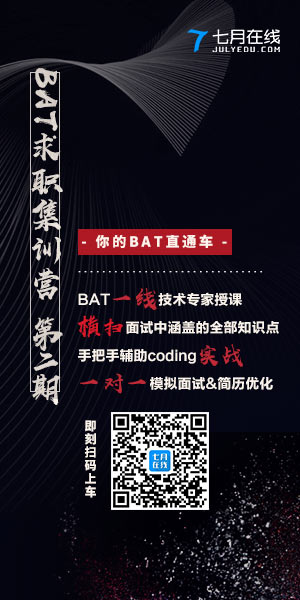 七月在线
JULYEDU.COM
BAT求职集训营 第二期
- 你的BAT直通车 -
BAT一线技术专家授课
横扫面试中涵盖的全部知识点
手把手辅助coding实战
一对一模拟面试&简历优化
即刻扫码上车
七月
在线